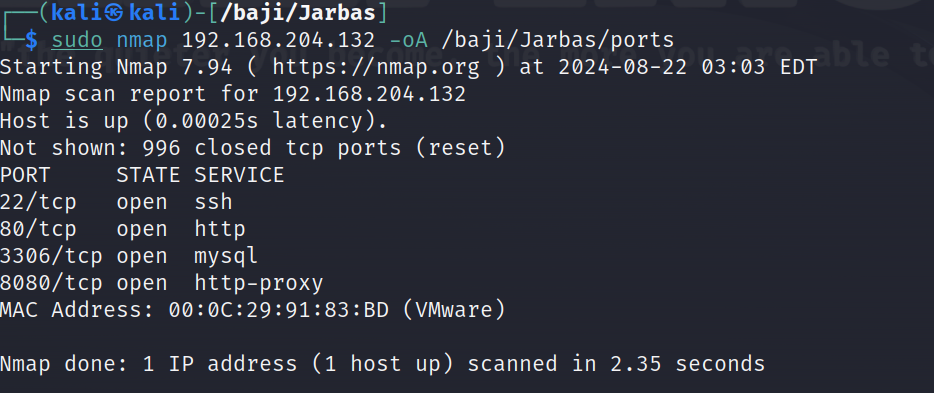 ┌──(kali㉿kali)-[/baji/Jarbas]
└─$ sudo nmap 192.168.204.132 -oA /baji/Jarbas/ports
Starting Nmap 7.94 ( https://nmap.org ) at 2024-08-22 03:03 EDT
Nmap scan report for 192.168.204.132
Host is up (0.00025s latency).
Not shown: 996 closed tcp ports (reset)
PORT     STATE SERVICE
22/tcp   open  ssh
80/tcp   open  http
3306/tcp open  mysql
8080/tcp open  http-proxy
MAC Address: 00:0C:29:91:83:BD (VMware)

Nmap done: 1 IP address (1 host up) scanned in 2.35 seconds